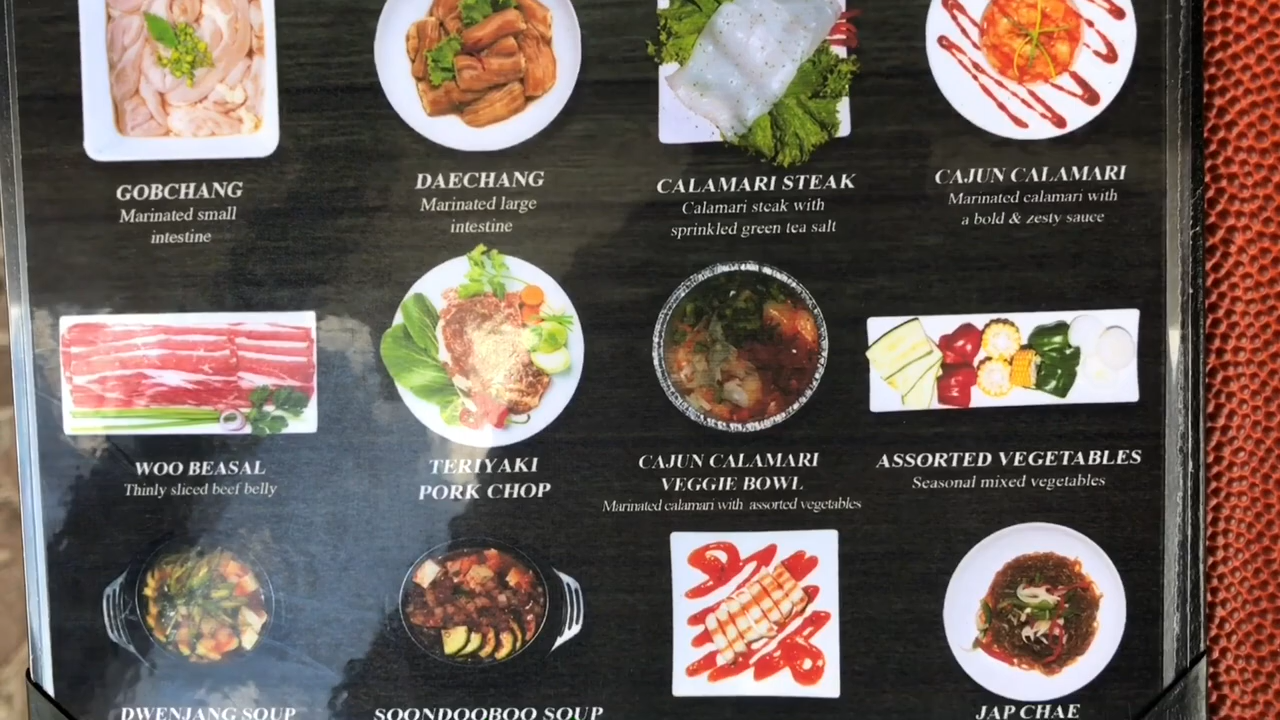 GOBCHANG
Marinated small
intestine
DAECHANG
Marinated large
intestine
CALAMARI STEAK
Calamari steak with
sprinkled green tea salt
CAJUN CALAMARI
Marinated calamari with
a bold & zesty sauce
WOO BEASAL
Thinly sliced beef belly
TERIYAKI
PORK CHOP
CAJUN CALAMARI
VEGGIE BOWL
Marinated calamari with assorted vegetables
ASSORTED VEGETABLES
Seasonal mixed vegetables
DWENJANG SOUP
SOONDOOBOO SOUP
JAP CHAE